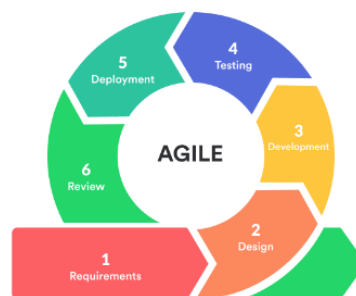 AGILE
1
Requirements
2
Design
3
Development
4
Testing
5
Deployment
6
Review